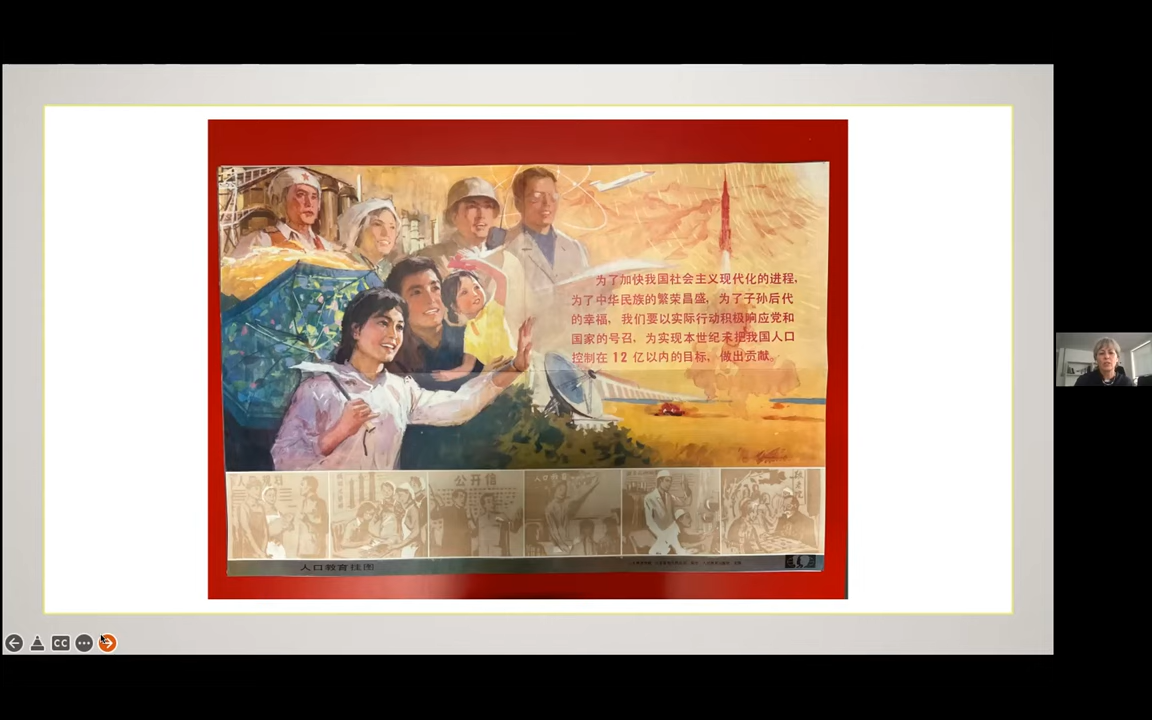 为了加快我国社会主义现代化的进程,
为了中华民族的繁荣昌盛, 为了子孙后代
的幸福, 我们要以实际行动积极响应党和
国家的号召, 为实现本世纪末把我国人口
控制在 12 亿以内的目标, 做出贡献。
公开信
人口教育挂图
CC